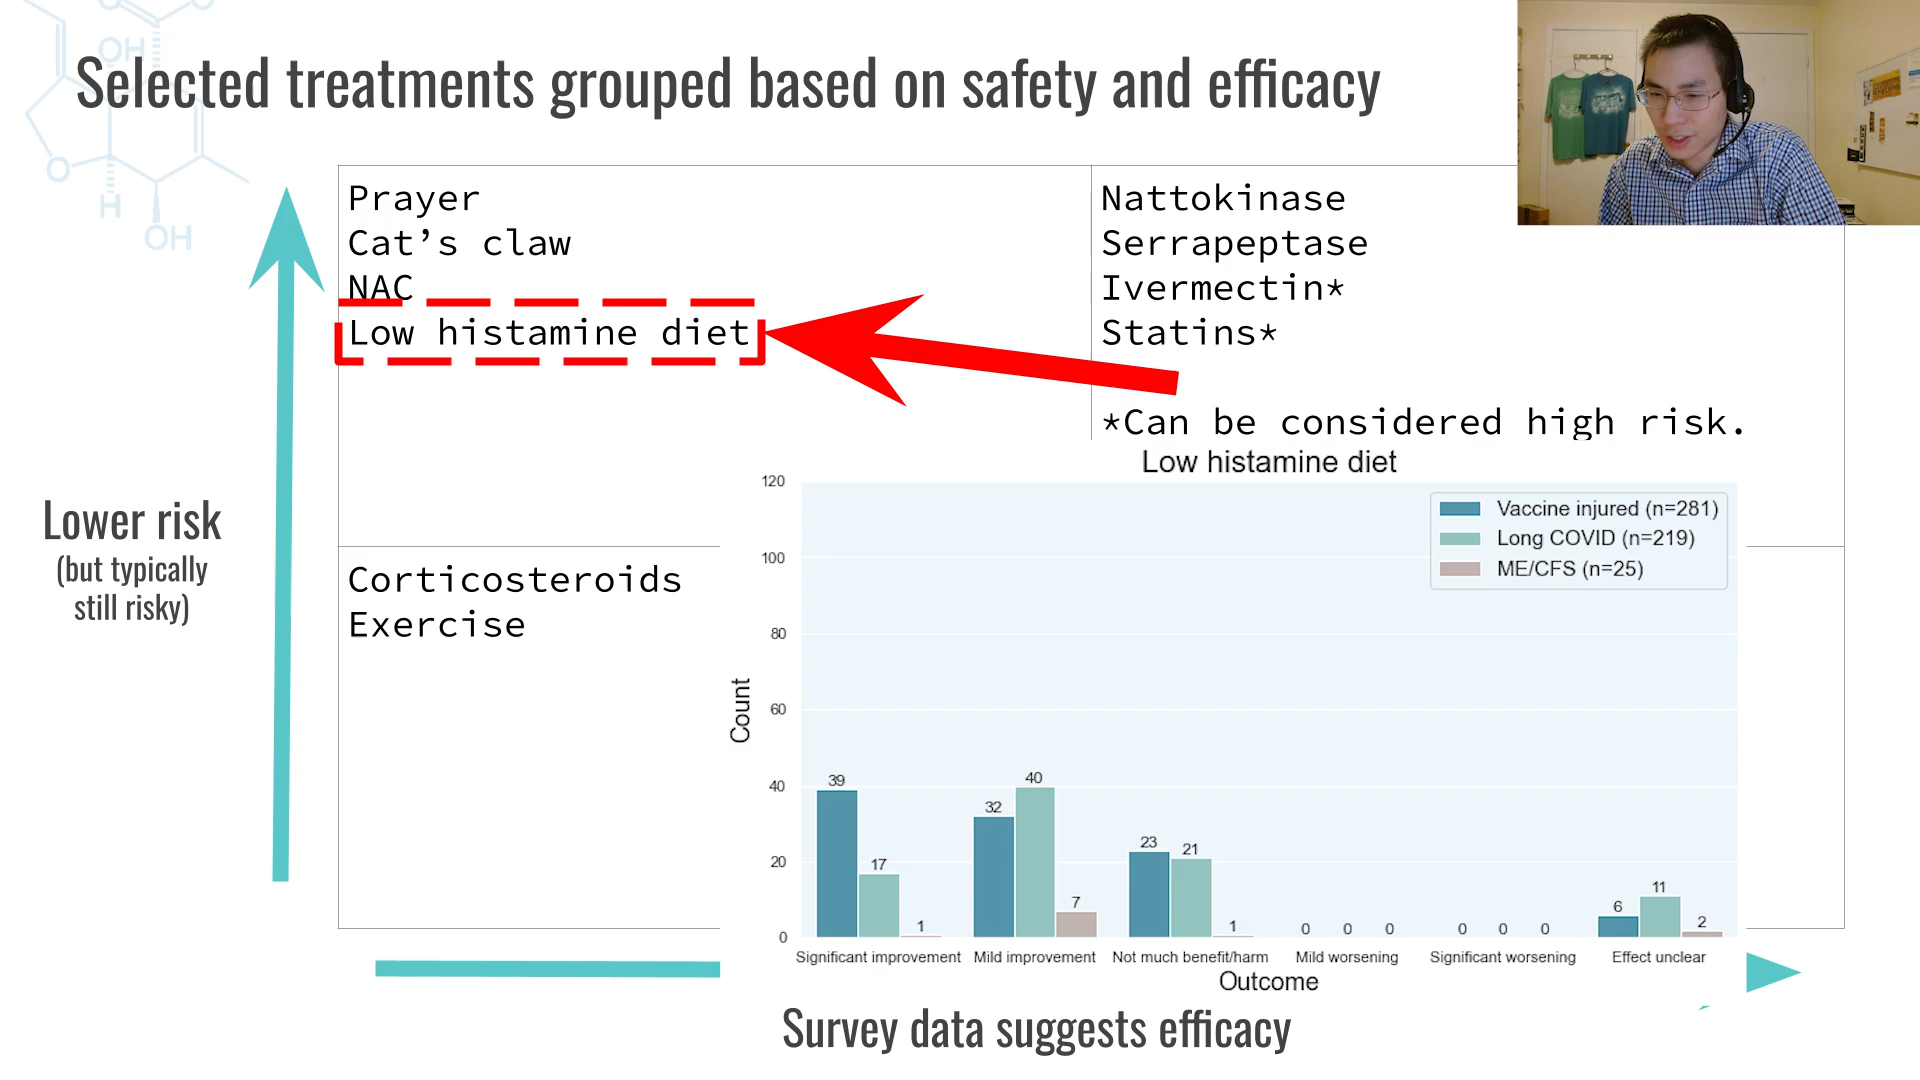 Selected treatments grouped based on safety and efficacy
OH
O
H
OH
Prayer
Cat’s claw
NAC
Low histamine diet
Nattokinase
Serrapeptase
Ivermectin*
Statins*
*Can be considered high risk.
Lower risk
(but typically
still risky)
Corticosteroids
Exercise
Low histamine diet
Vaccine injured (n=281)
Long COVID (n=219)
ME/CFS (n=25)
Count
120
100
80
60
40
20
0
39 17 1 32 40 7 23 21 1 0 0 0 0 0 0 6 11 2
Significant improvement Mild improvement Not much benefit/harm Mild worsening Significant worsening Effect unclear
Outcome
Survey data suggests efficacy